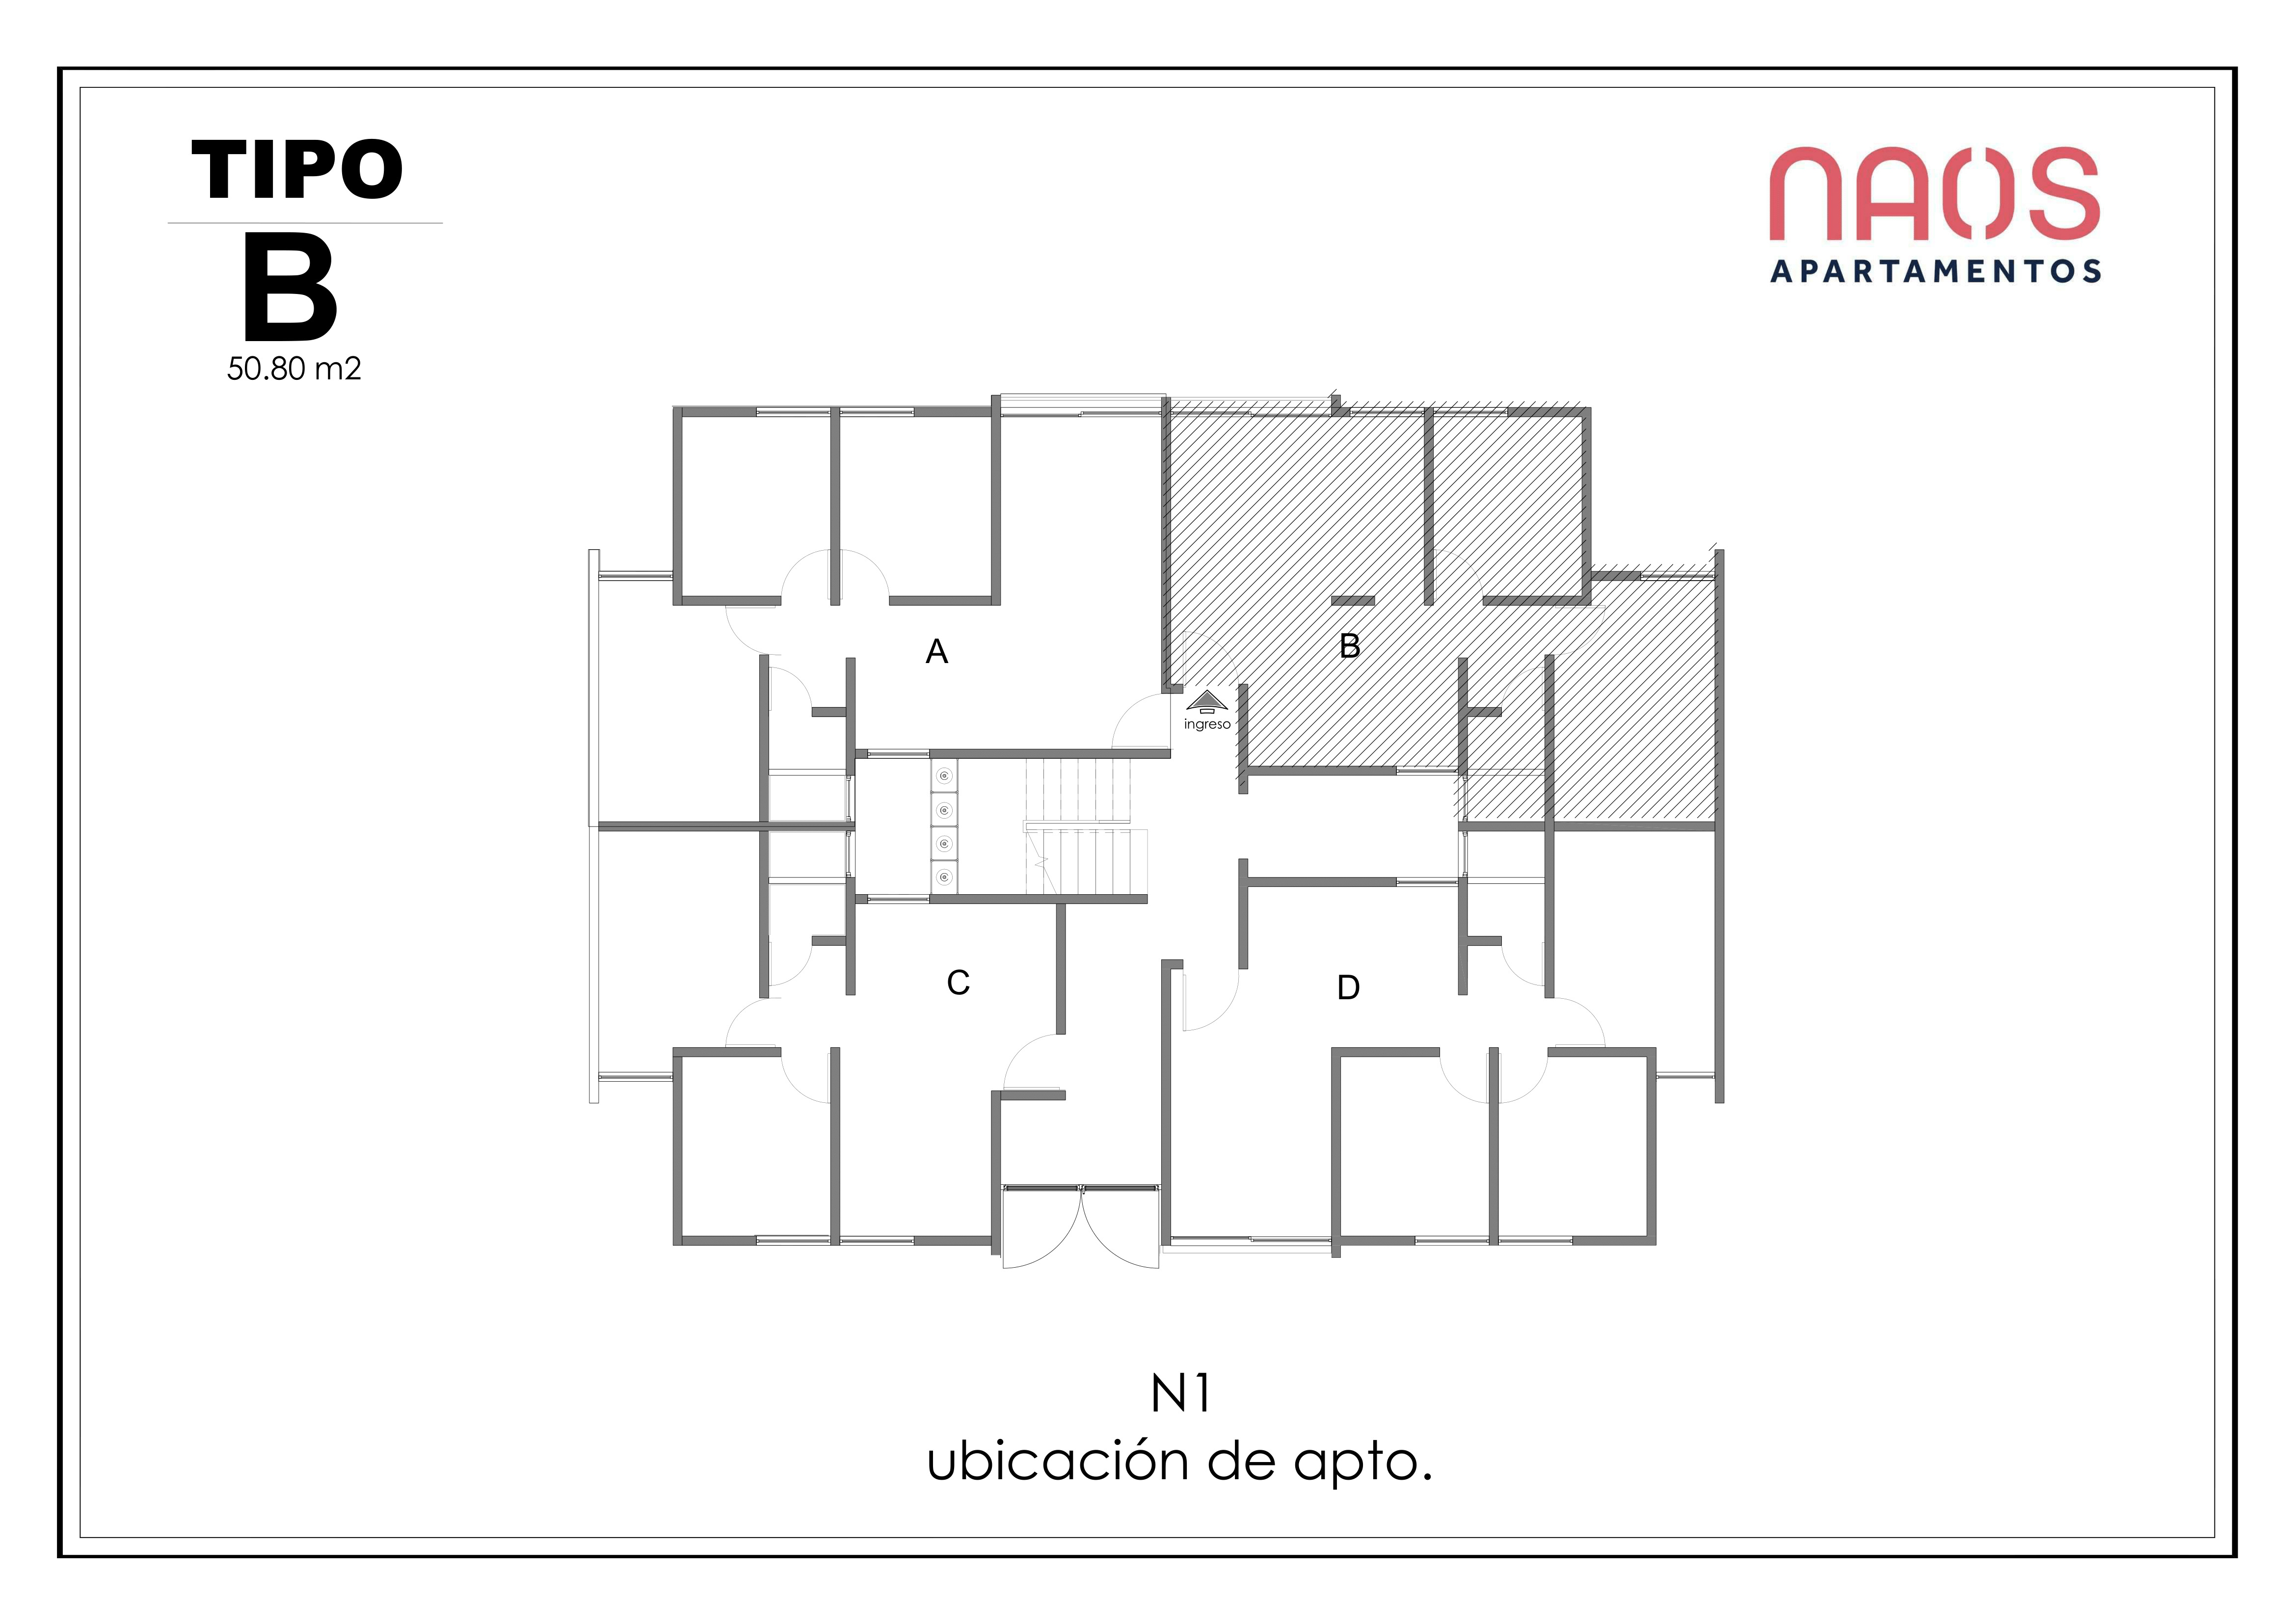 TIPO
B
50.80 m2
NAOS
APARTAMENTOS
A
B
ingreso
C
D
N1
ubicación de apto.